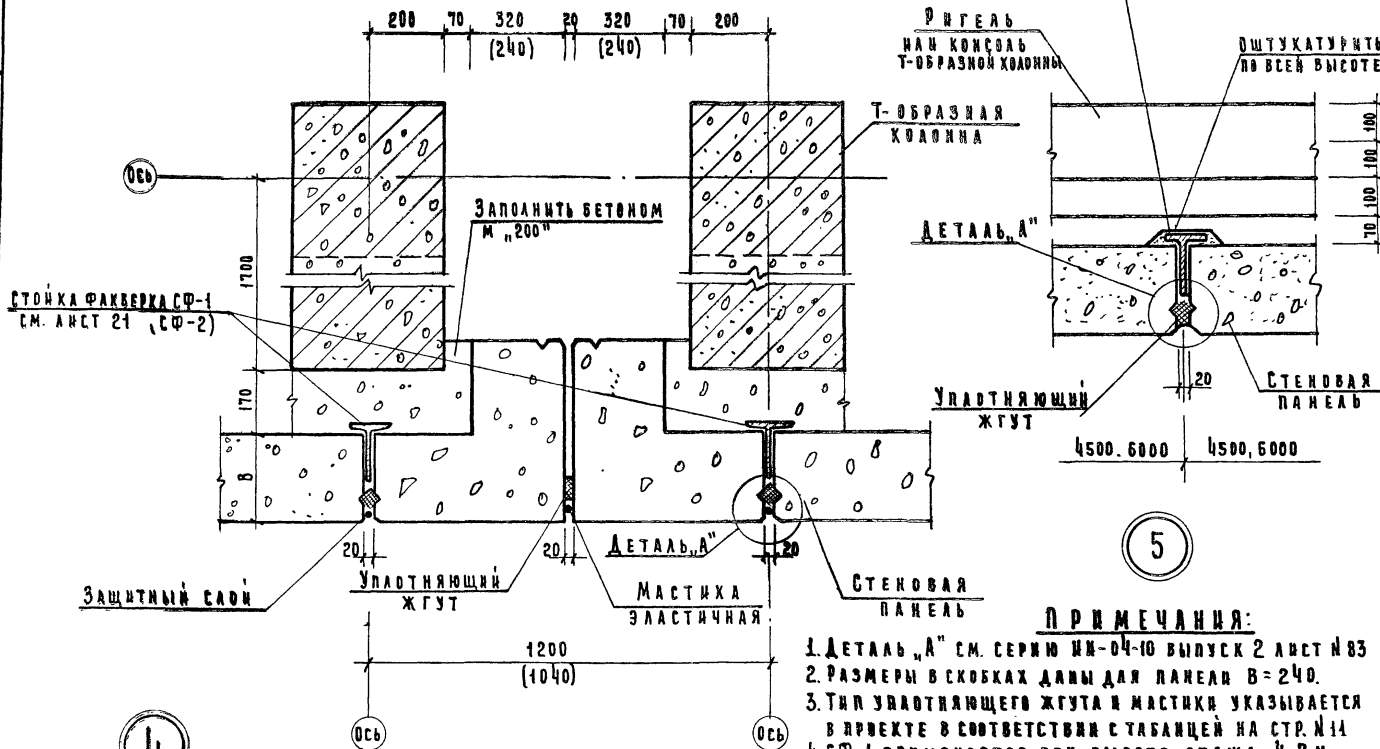 200 70 320 20 320 70 200
(240) (240)
РИГЕЛЬ
ИЛИ КОНСОЛЬ
Т-ОБРАЗНОЙ КОЛОННЫ
ОШТУКАТУРИТЬ
ПО ВСЕЙ ВЫСОТЕ
Т-ОБРАЗНАЯ
КОЛОННА
100
100
100
70
ОСЬ
ЗАПОЛНИТЬ БЕТОНОМ
М „200"
ДЕТАЛЬ „А"
1700
СТОЙКА ФАХВЕРКА СФ-1
СМ. ЛИСТ 21 (СФ-2)
170
В
В
20
УПЛОТНЯЮЩИЙ
ЖГУТ
СТЕНОВАЯ
ПАНЕЛЬ
4500,6000 4500,6000
20 20 20
ДЕТАЛЬ „А"
5
ЗАЩИТНЫЙ СЛОЙ
УПЛОТНЯЮЩИЙ
ЖГУТ
МАСТИКА
ЭЛАСТИЧНАЯ
СТЕНОВАЯ
ПАНЕЛЬ
1200
(1040)
ОСЬ ОСЬ
4
ПРИМЕЧАНИЯ:
1. ДЕТАЛЬ „А" СМ. СЕРИЮ ИИ-04-10 ВЫПУСК 2 ЛИСТ N 83
2. РАЗМЕРЫ В СКОБКАХ ДАНЫ ДЛЯ ПАНЕЛИ В=240.
3. ТИП УПЛОТНЯЮЩЕГО ЖГУТА И МАСТИКИ УКАЗЫВАЕТСЯ
В ПРОЕКТЕ В СООТВЕТСТВИИ С ТАБЛИЦЕЙ НА СТР. N 11